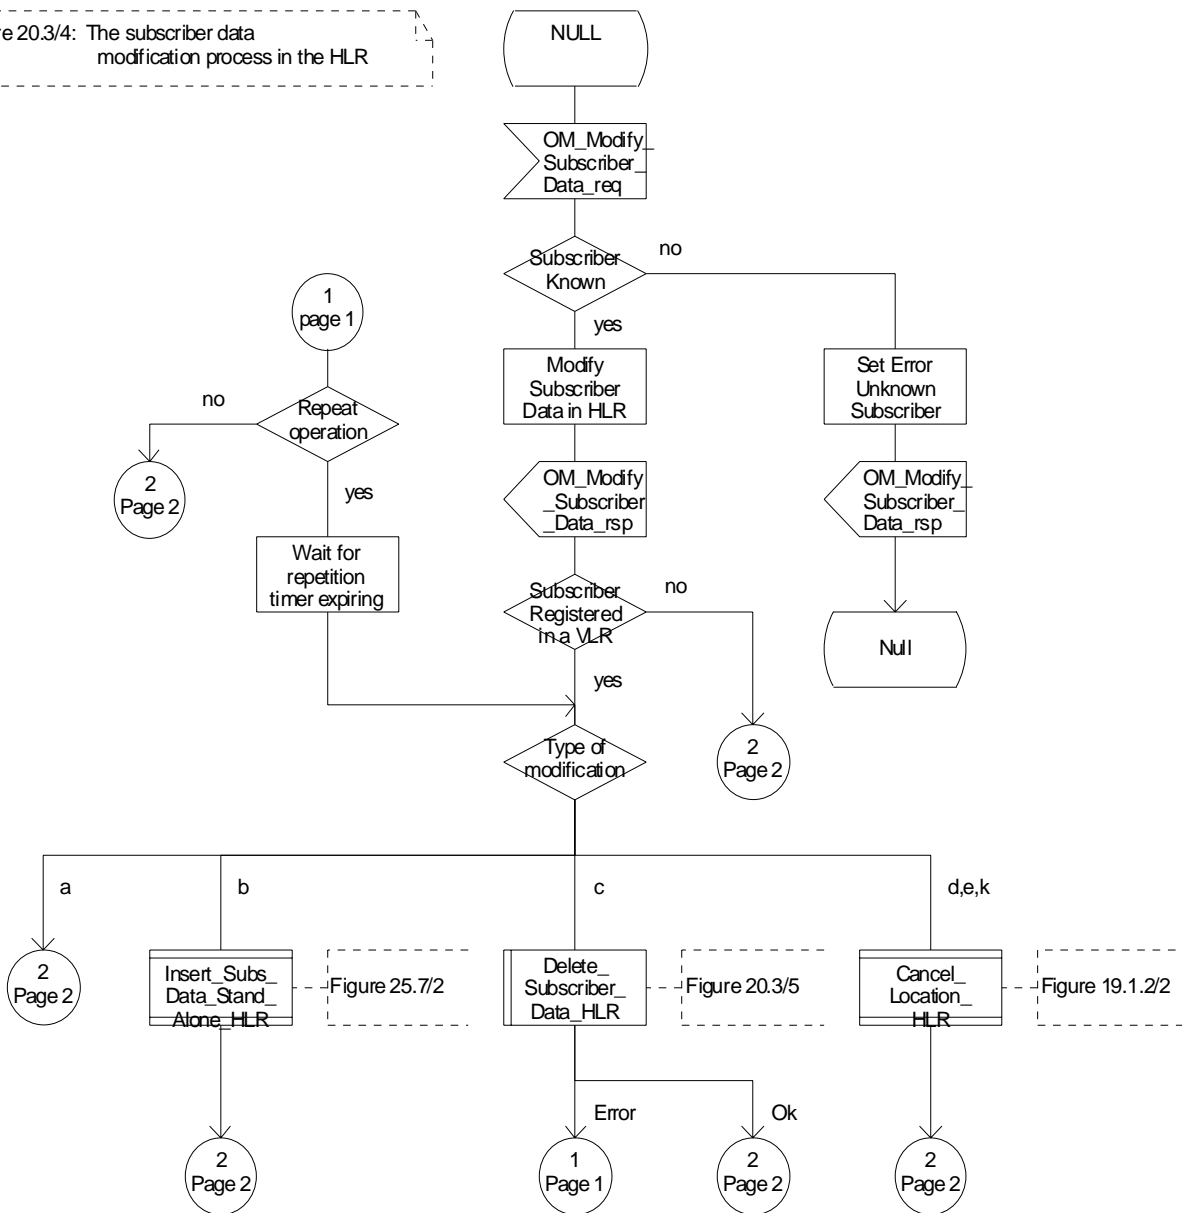 e 20.3/4: The subscriber data
modification process in the HLR
NULL
OM_Modify_
Subscriber_
Data_req
Subscriber
Known
no
yes
1
page 1
Modify
Subscriber
Data in HLR
Set Error
Unknown
Subscriber
no
Repeat
operation
2
Page 2
yes
OM_Modify
_Subscriber
_Data_rsp
OM_Modify_
Subscriber_
Data_rsp
Wait for
repetition
timer expiring
Subscriber
Registered
in a VLR
no
yes
Null
Type of
modification
2
Page 2
a
b
c
d,e,k
2
Page 2
Insert_Subs_
Data_Stand_
Alone_HLR
Figure 25.7/2
Delete_
Subscriber_
Data_HLR
Figure 20.3/5
Cancel_
Location_
HLR
Figure 19.1.2/2
Error
Ok
2
Page 2
1
Page 1
2
Page 2
2
Page 2